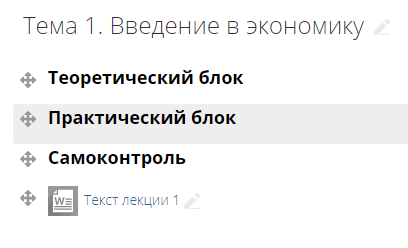 Тема 1. Введение в экономику
Теоретический блок
Практический блок
Самоконтроль
Текст лекции 1